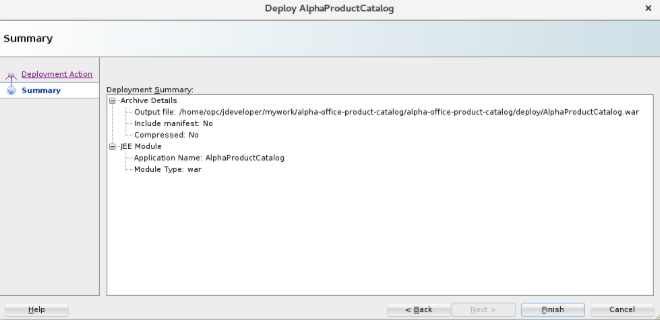 Deploy AlphaProductCatalog
Summary
Deployment Action
Summary
Deployment Summary:
Archive Details
Output file: /home/opc/jdeveloper/mywork/alpha-office-product-catalog/alpha-office-product-catalog/deploy/AlphaProductCatalog.war
Include manifest: No
Compressed: No
JEE Module
Application Name: AlphaProductCatalog
Module Type: war
Help
< Back
Next >
Finish
Cancel